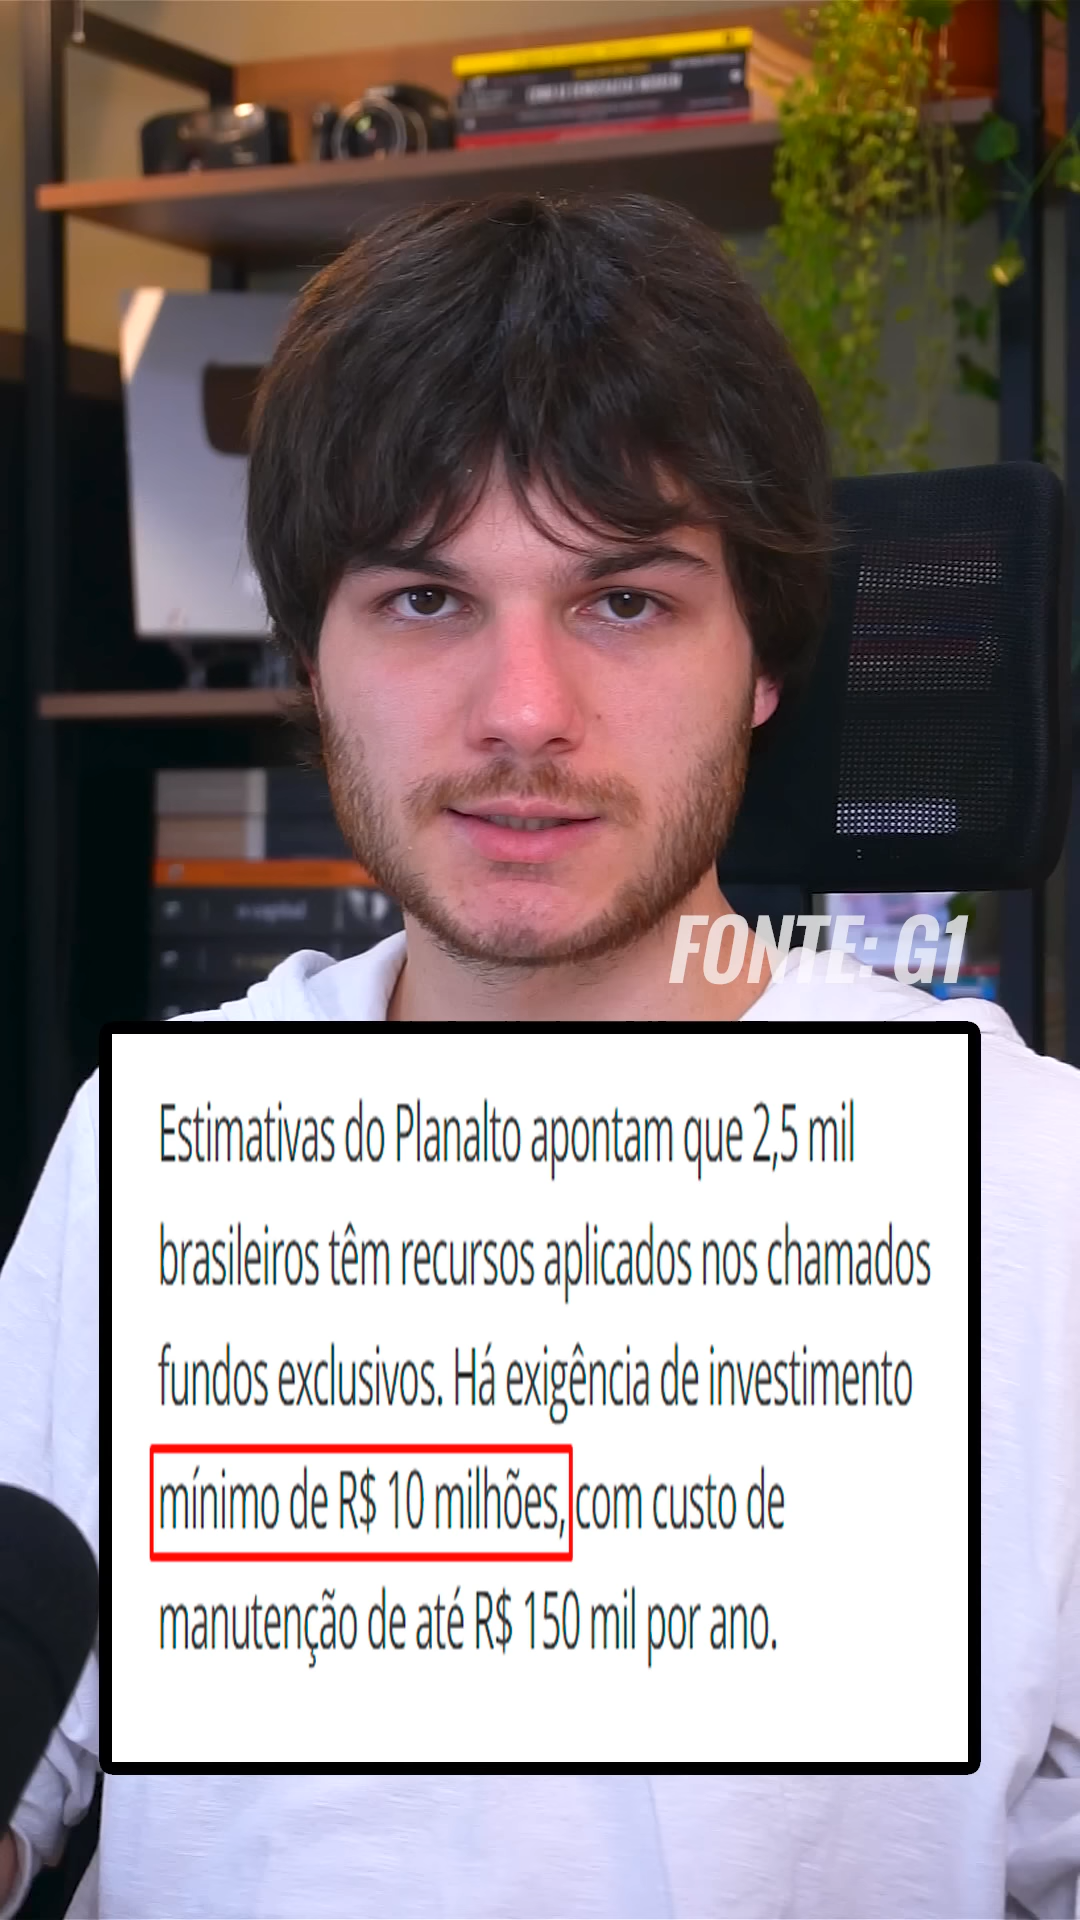 FONTE: G1
Estimativas do Planalto apontam que 2,5 mil
brasileiros têm recursos aplicados nos chamados
fundos exclusivos. Há exigência de investimento
mínimo de R$ 10 milhões, com custo de
manutenção de até R$ 150 mil por ano.